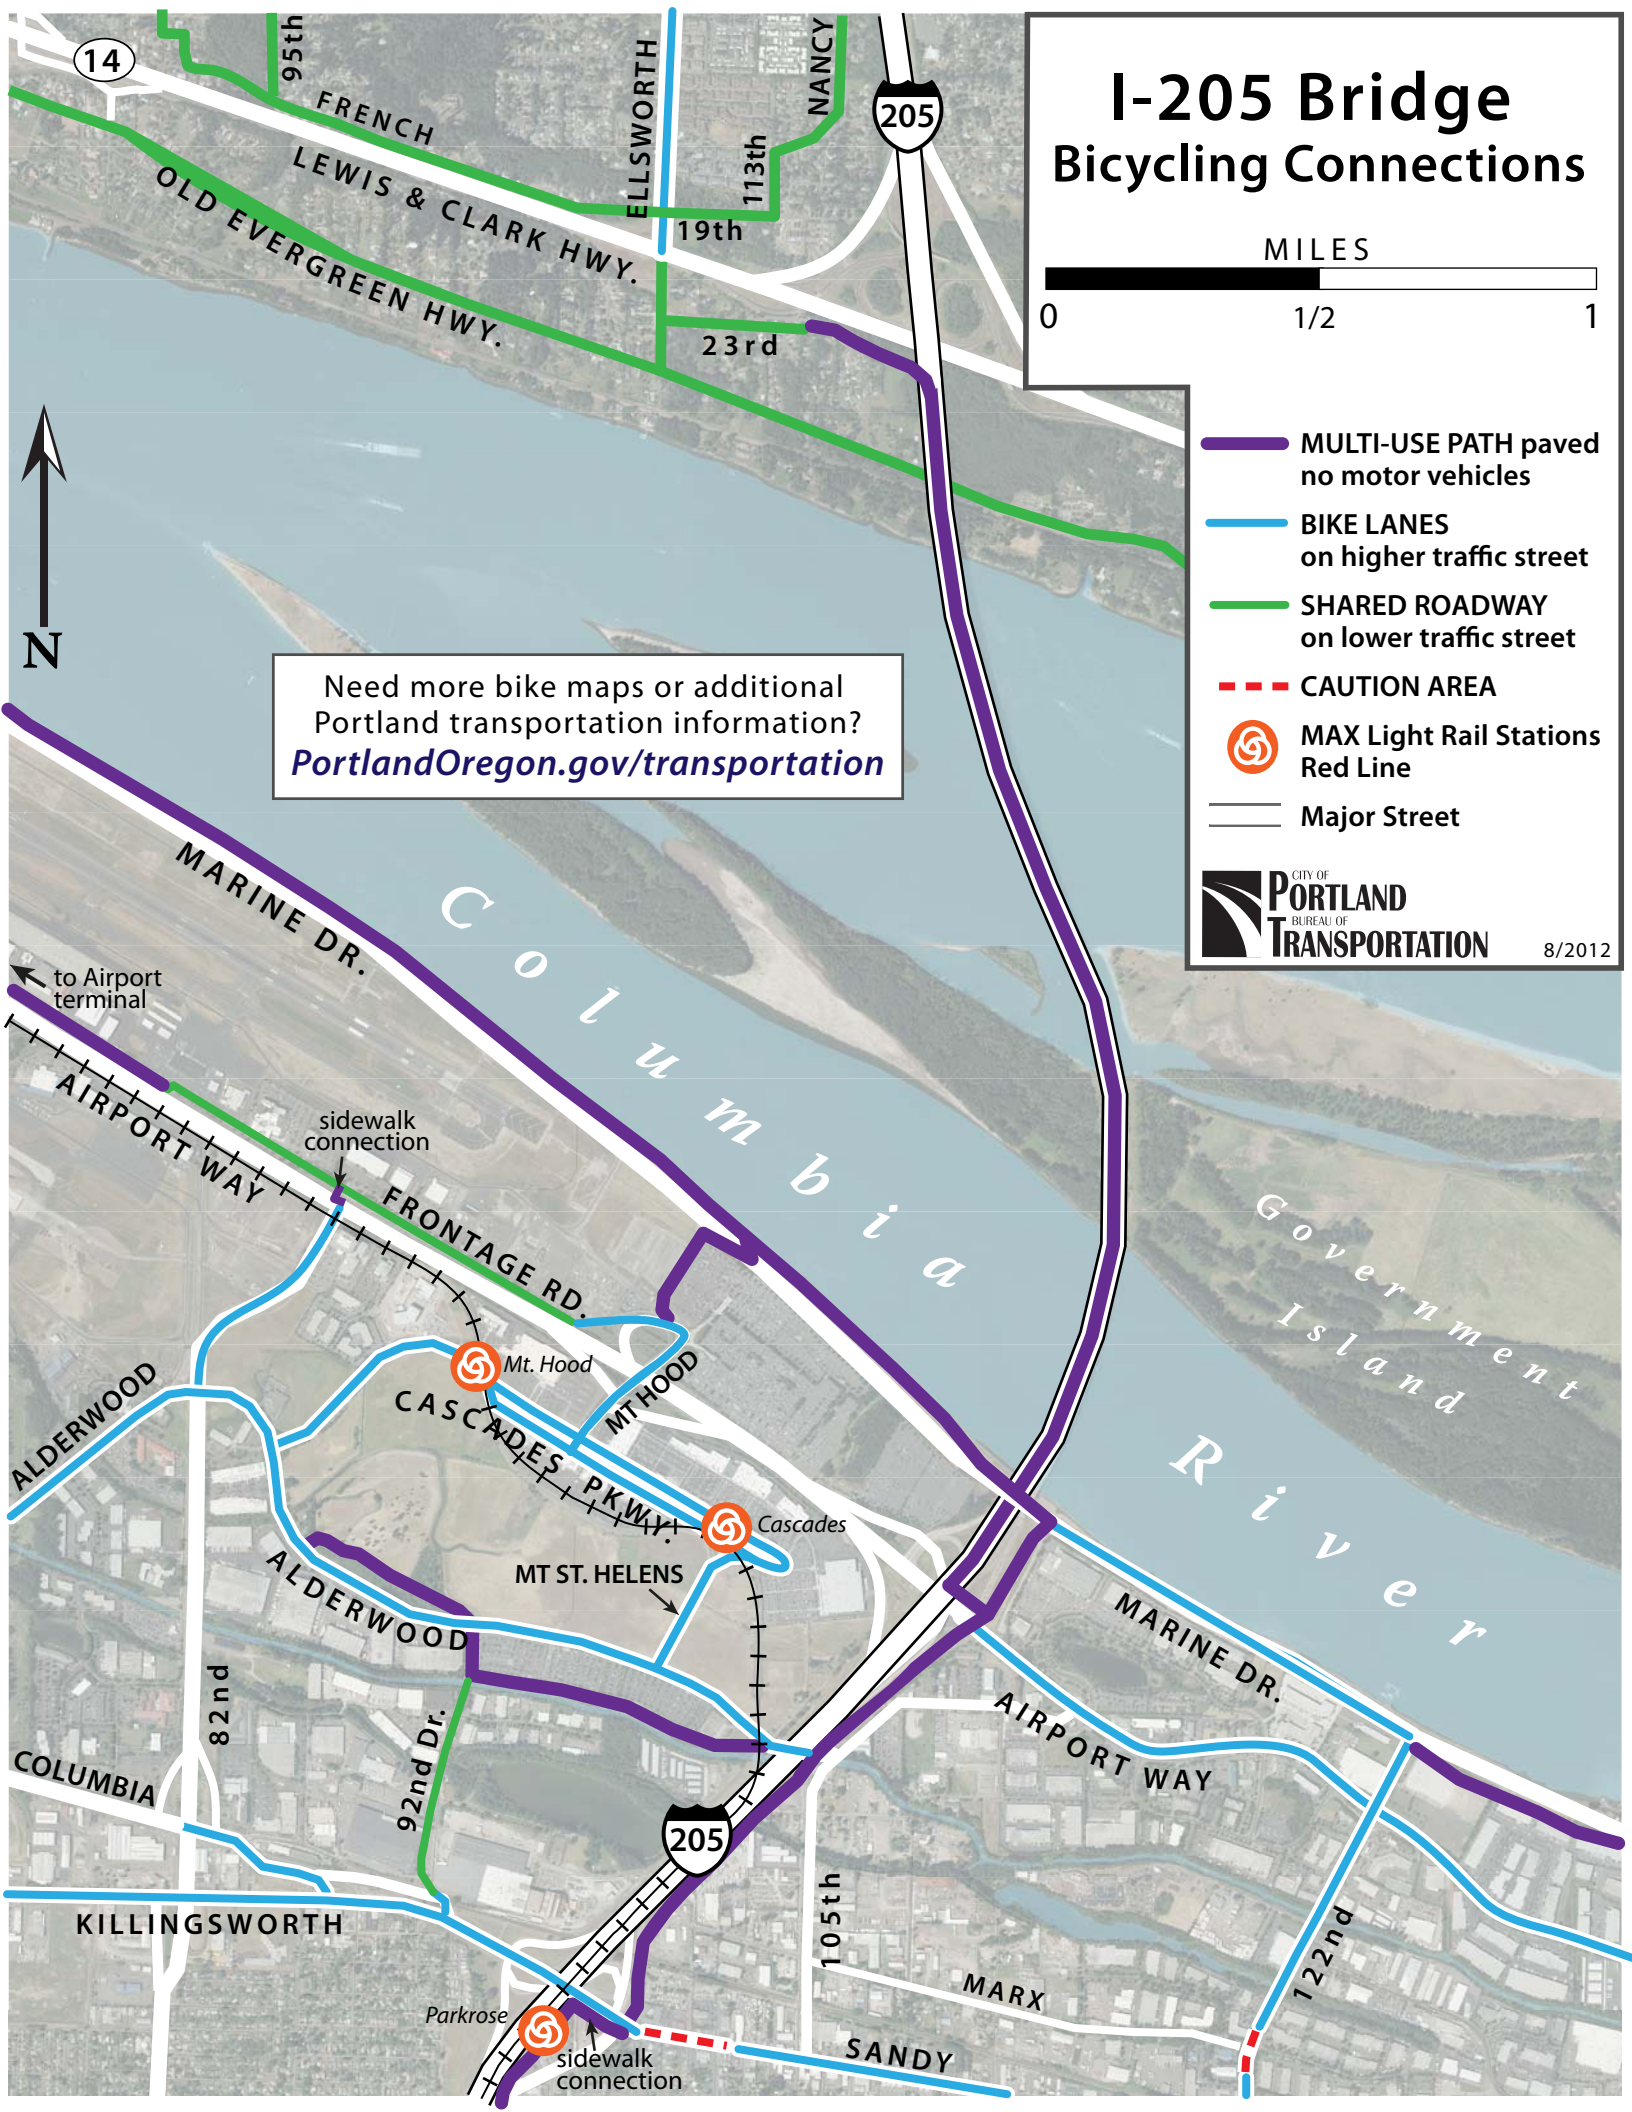 I-205 Bridge
Bicycling Connections
MILES
0 1/2 1
MULTI-USE PATH paved
no motor vehicles
BIKE LANES
on higher traffic street
SHARED ROADWAY
on lower traffic street
CAUTION AREA
MAX Light Rail Stations
Red Line
Major Street
CITY OF
PORTLAND
BUREAU OF
TRANSPORTATION
8/2012
14
95th
FRENCH
LEWIS & CLARK HWY.
OLD EVERGREEN HWY.
ELLSWORTH
NANCY
113th
19th
23rd
205
N
Need more bike maps or additional
Portland transportation information?
PortlandOregon.gov/transportation
MARINE DR.
Columbia
River
Government
Island
to Airport
terminal
AIRPORT WAY
sidewalk
connection
FRONTAGE RD.
Mt. Hood
MT HOOD
CASCADES PKWY.
Cascades
ALDERWOOD
MT ST. HELENS
ALDERWOOD
82nd
92nd Dr.
COLUMBIA
KILLINGSWORTH
205
MARINE DR.
AIRPORT WAY
105th
122nd
MARX
SANDY
Parkrose
sidewalk
connection